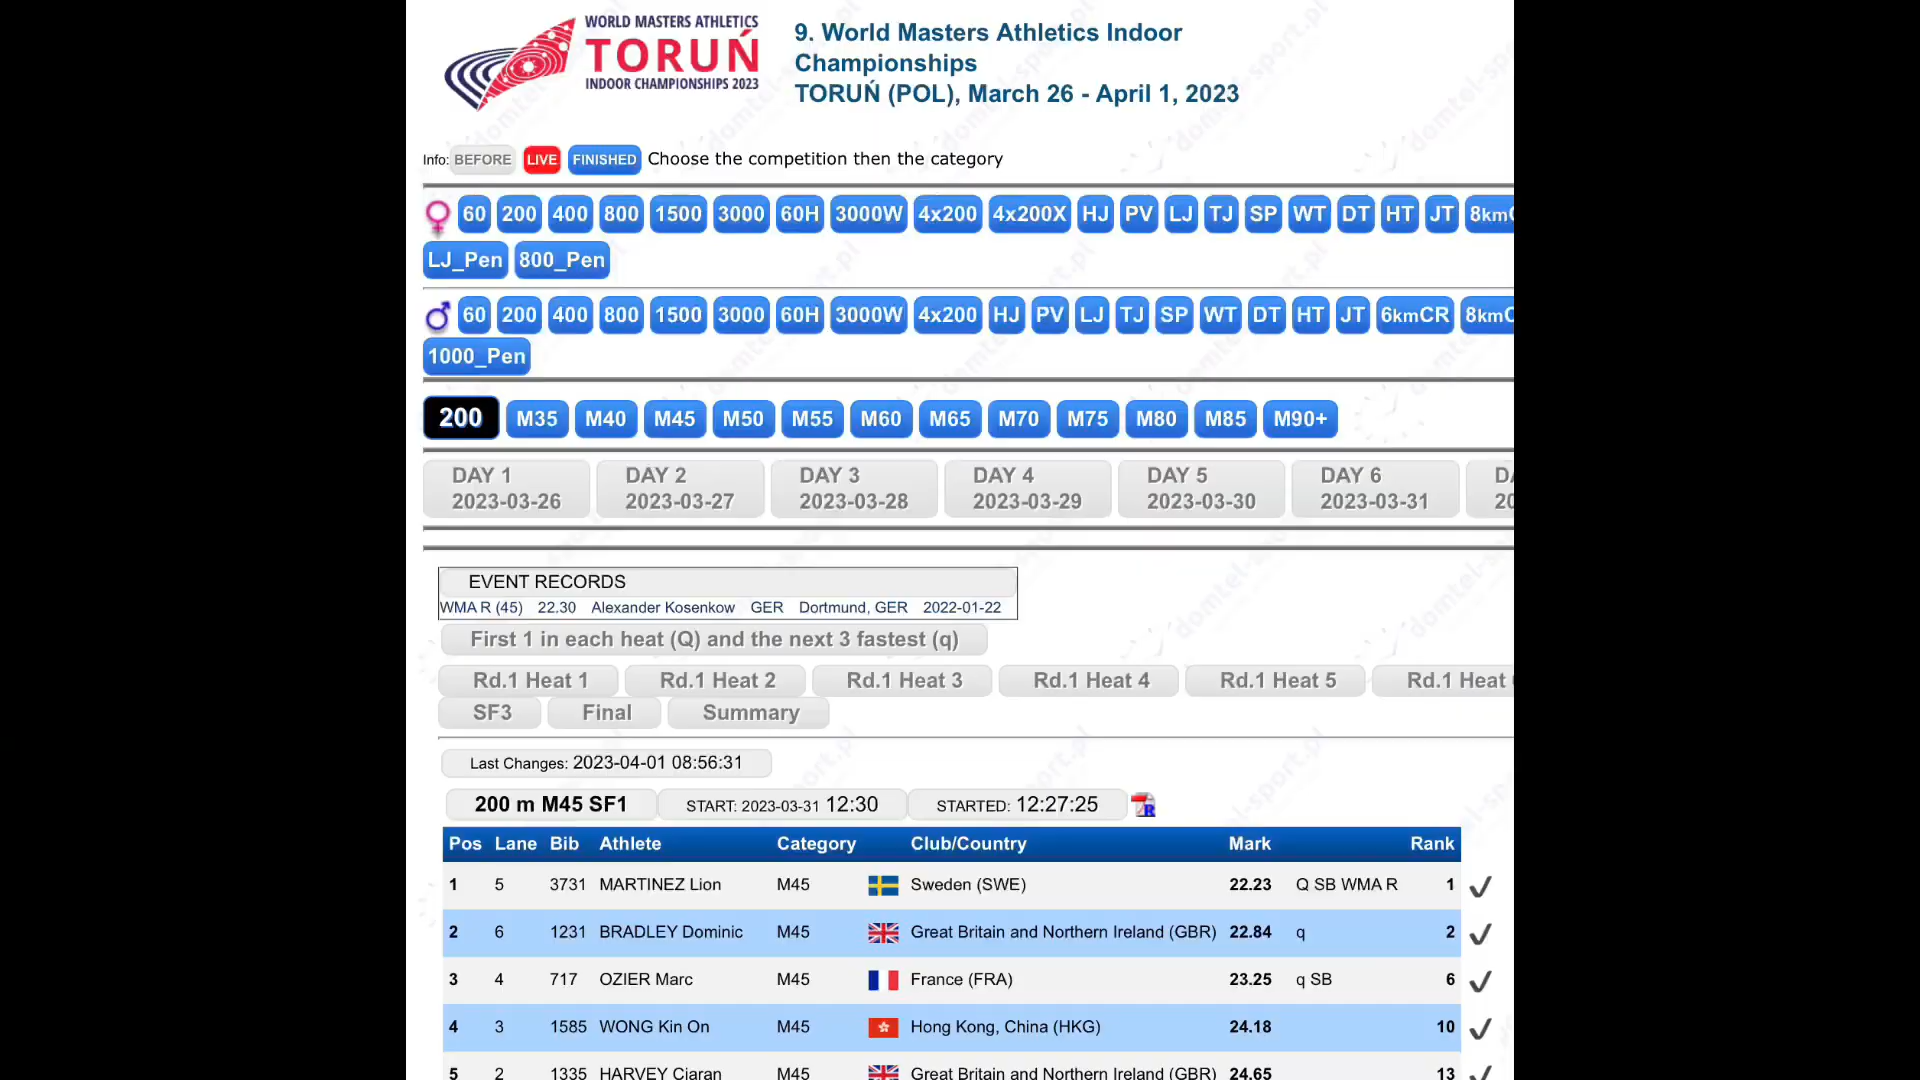 WORLD MASTERS ATHLETICS
TORUŃ
INDOOR CHAMPIONSHIPS 2023
9. World Masters Athletics Indoor
Championships
TORUŃ (POL), March 26 - April 1, 2023
Info: BEFORE LIVE FINISHED Choose the competition then the category
60 200 400 800 1500 3000 60H 3000W 4x200 4x200X HJ PV LJ TJ SP WT DT HT JT 8km
LJ_Pen 800_Pen
60 200 400 800 1500 3000 60H 3000W 4x200 HJ PV LJ TJ SP WT DT HT JT 6kmCR 8km
1000_Pen
200 M35 M40 M45 M50 M55 M60 M65 M70 M75 M80 M85 M90+
DAY 1 DAY 2 DAY 3 DAY 4 DAY 5 DAY 6
2023-03-26 2023-03-27 2023-03-28 2023-03-29 2023-03-30 2023-03-31 20
EVENT RECORDS
WMA R (45) 22.30 Alexander Kosenkow GER Dortmund, GER 2022-01-22
First 1 in each heat (Q) and the next 3 fastest (q)
Rd.1 Heat 1 Rd.1 Heat 2 Rd.1 Heat 3 Rd.1 Heat 4 Rd.1 Heat 5 Rd.1 Heat
SF3 Final Summary
Last Changes: 2023-04-01 08:56:31
200 m M45 SF1 START: 2023-03-31 12:30 STARTED: 12:27:25
Pos Lane Bib Athlete Category Club/Country Mark Rank
1 5 3731 MARTINEZ Lion M45 Sweden (SWE) 22.23 Q SB WMA R 1
2 6 1231 BRADLEY Dominic M45 Great Britain and Northern Ireland (GBR) 22.84 q 2
3 4 717 OZIER Marc M45 France (FRA) 23.25 q SB 6
4 3 1585 WONG Kin On M45 Hong Kong, China (HKG) 24.18 10
5 2 1335 HARVEY Ciaran M45 Great Britain and Northern Ireland (GBR) 24.65 13